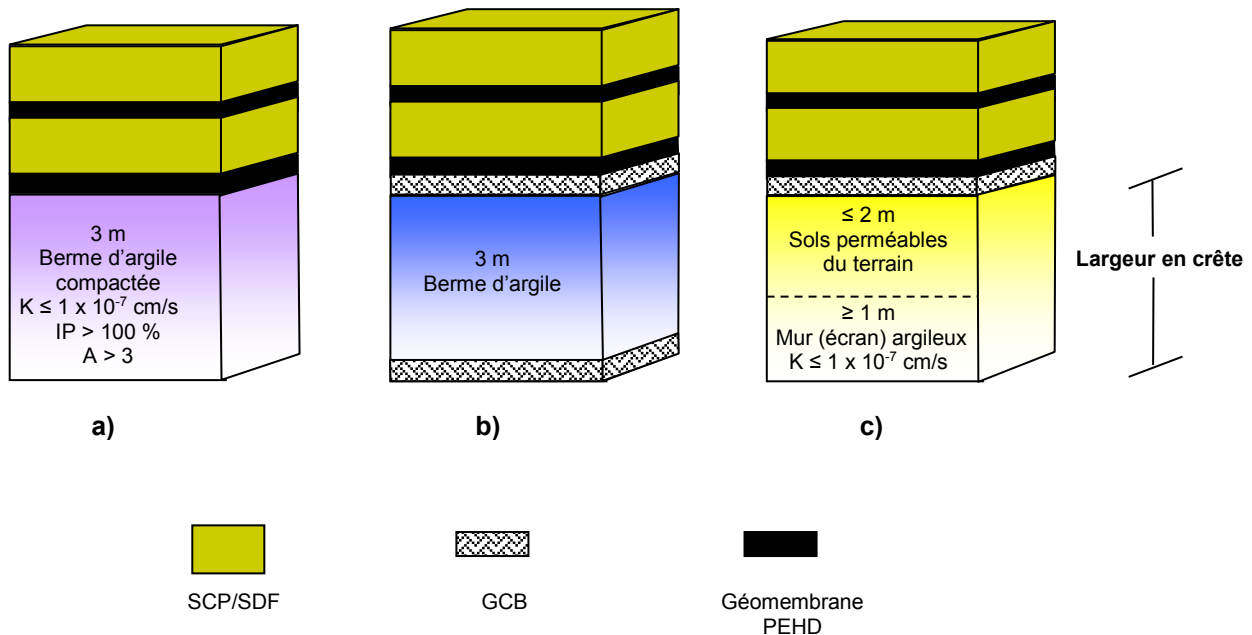 3 m
Berme d'argile
compactée
K ≤ 1 x 10⁻⁷ cm/s
IP > 100 %
A > 3
3 m
Berme d'argile
≤ 2 m
Sols perméables
du terrain
≥ 1 m
Mur (écran) argileux
K ≤ 1 x 10⁻⁷ cm/s
Largeur en crête
a)
b)
c)
SCP/SDF
GCB
Géomembrane
PEHD